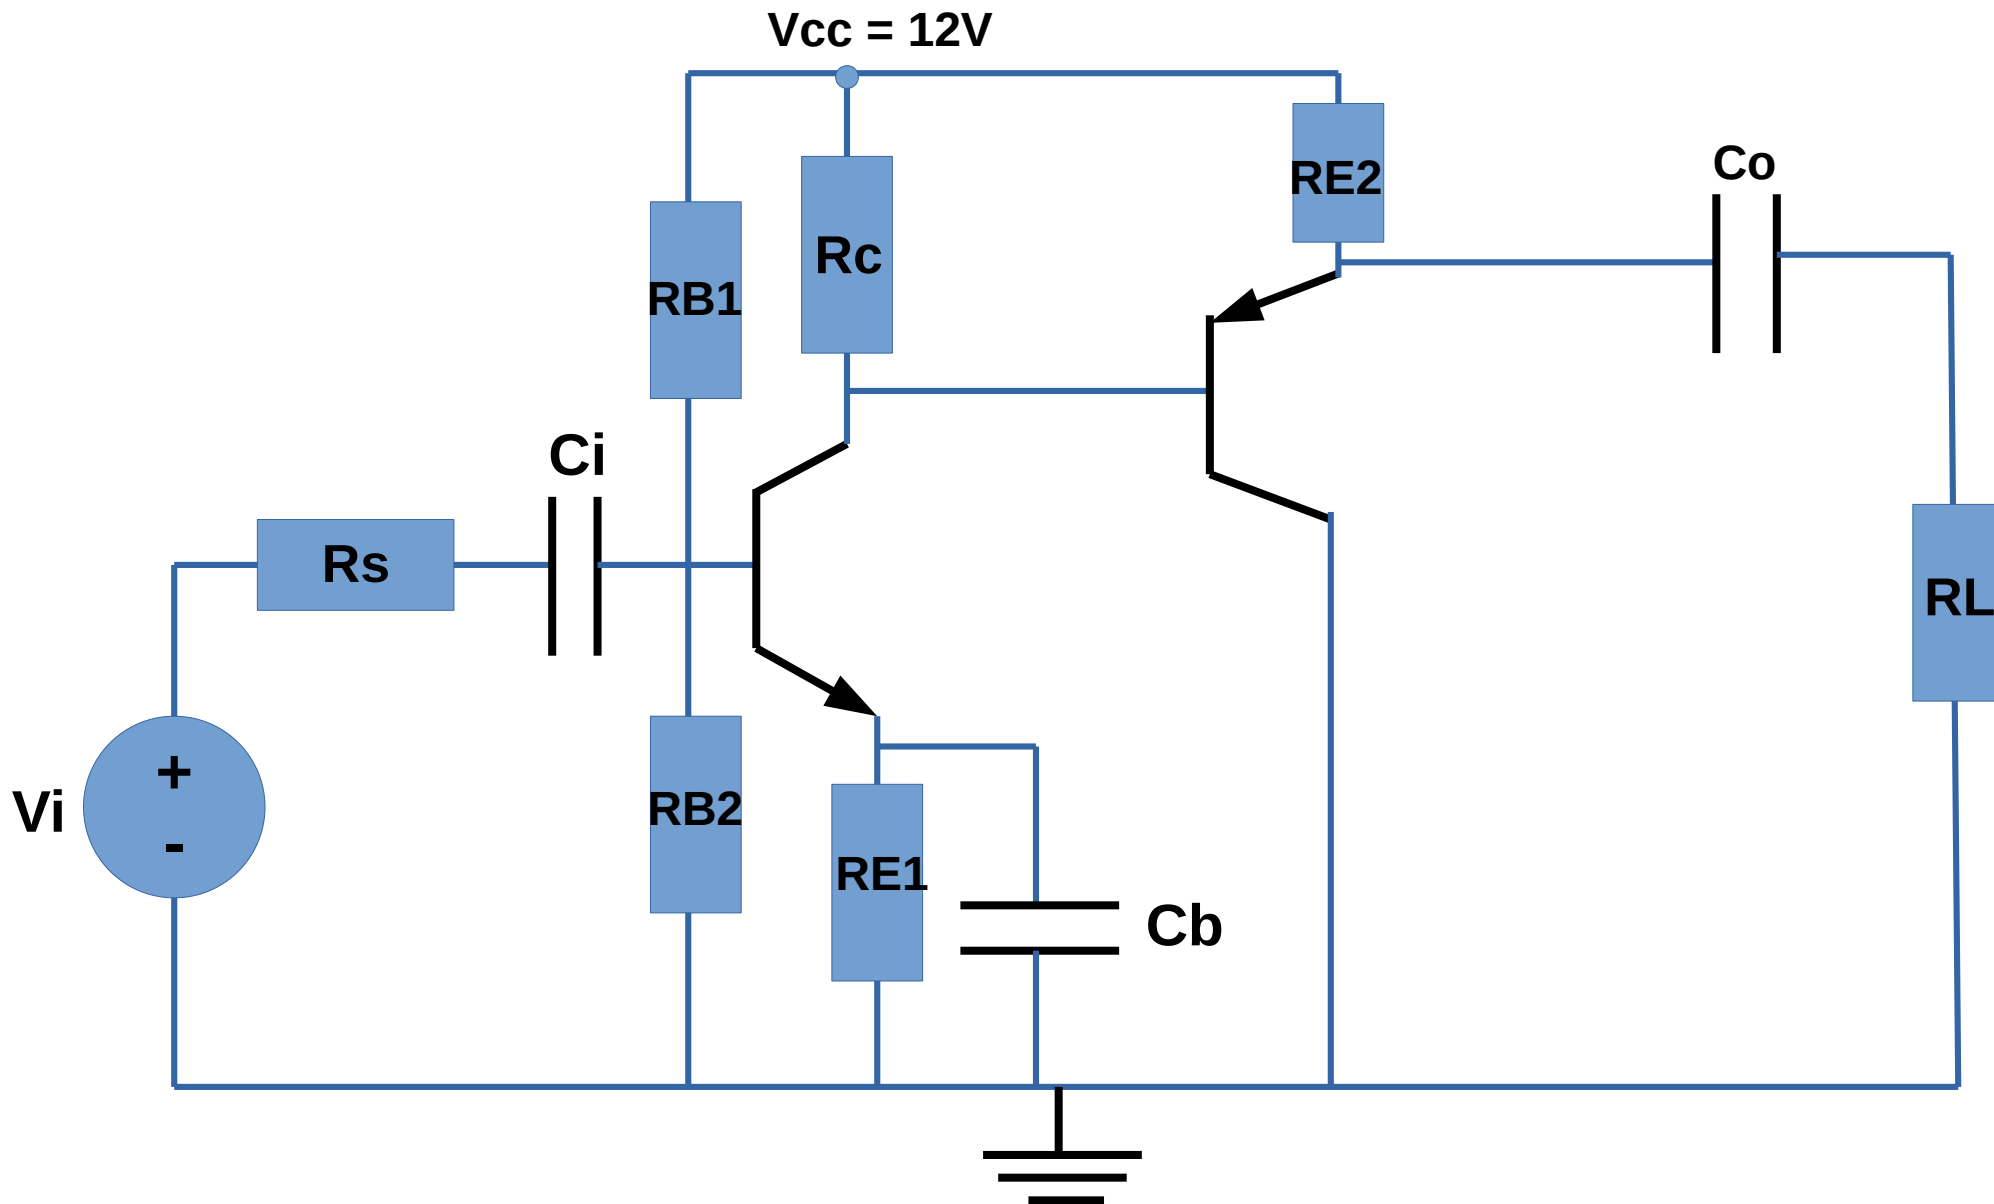 Vcc = 12V
RE2
Co
Rc
RB1
Ci
Rs
RL
+
Vi
-
RB2
RE1
Cb